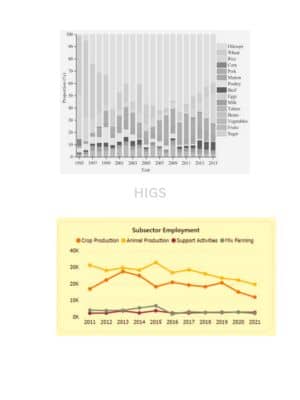 100
90
80
70
60
50
40
30
20
10
0
Proportion (%)
1995 1997 1999 2001 2003 2005 2007 2009 2011 2013 2015
Year
Chicken
Wheat
Rice
Corn
Pork
Mutton
Poultry
Beef
Eggs
Milk
Tubers
Beans
Vegetables
Fruits
Sugar
HIGS
Subsector Employment
Crop Production Animal Production Support Activities Mix Farming
40K
30K
20K
10K
0K
2011 2012 2013 2014 2015 2016 2017 2018 2019 2020 2021